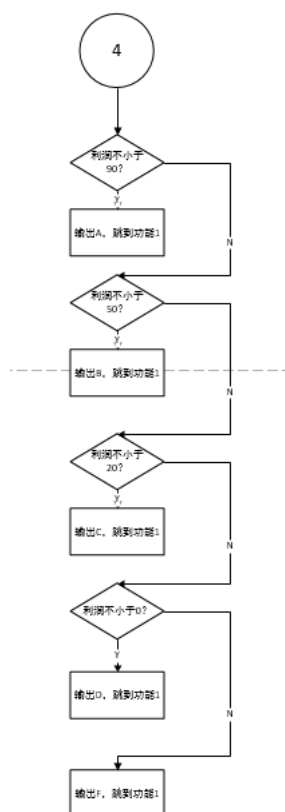 4
利润不小于
90?
Y
输出A，跳到功能1
N
利润不小于
50?
Y
输出B，跳到功能1
N
利润不小于
20?
Y
输出C，跳到功能1
N
利润不小于0?
Y
输出D，跳到功能1
N
输出F，跳到功能1